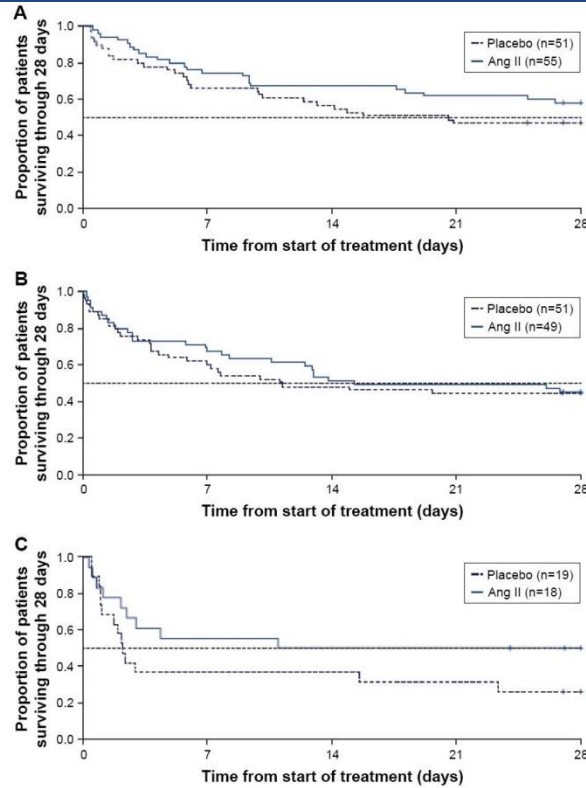 A
Proportion of patients
surviving through 28 days
1.0
0.8
0.6
0.4
0.2
0.0
Placebo (n=51)
Ang II (n=55)
0 7 14 21 28
Time from start of treatment (days)
B
Proportion of patients
surviving through 28 days
1.0
0.8
0.6
0.4
0.2
0.0
Placebo (n=51)
Ang II (n=49)
0 7 14 21 28
Time from start of treatment (days)
C
Proportion of patients
surviving through 28 days
1.0
0.8
0.6
0.4
0.2
0.0
Placebo (n=19)
Ang II (n=18)
0 7 14 21 28
Time from start of treatment (days)